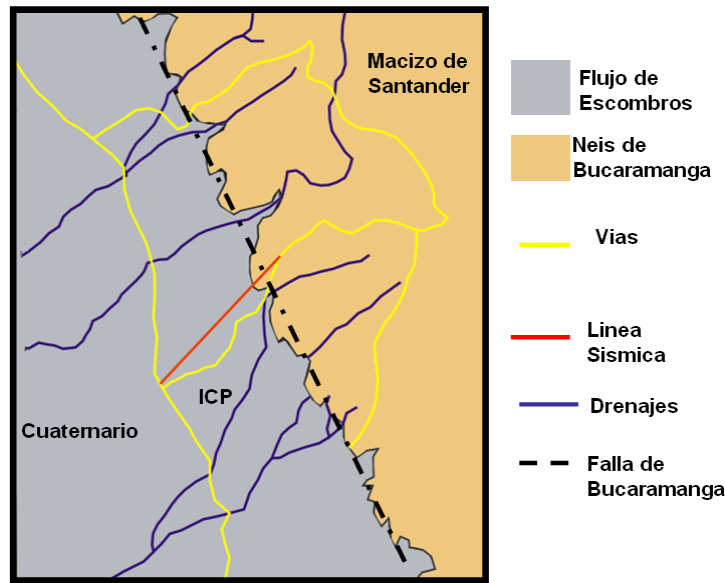 Macizo de
Santander
ICP
Cuaternario
Flujo de
Escombros
Neis de
Bucaramanga
Vias
Linea
Sismica
Drenajes
Falla de
Bucaramanga